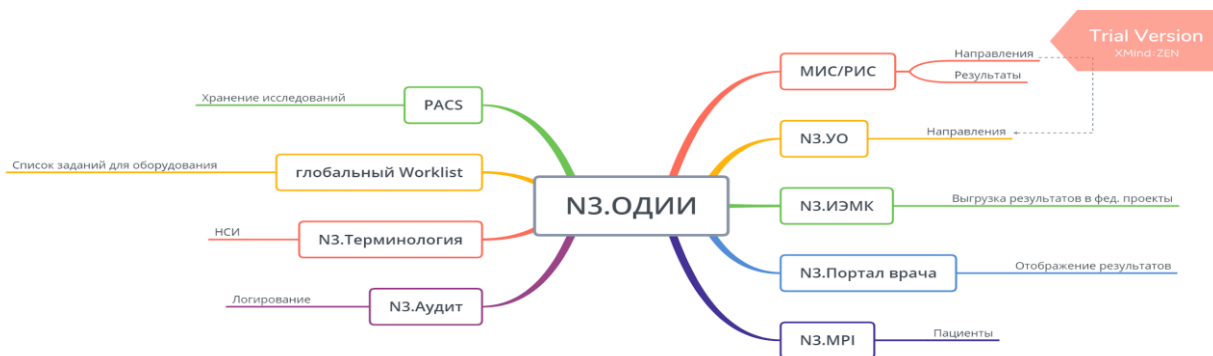 Trial Version
XMind:ZEN
N3.ОДИИ
МИС/РИС
Направления
Результаты
N3.УО
Направления
N3.ИЭМК
Выгрузка результатов в фед. проекты
N3.Портал врача
Отображение результатов
N3.MPI
Пациенты
PACS
Хранение исследований
глобальный Worklist
Список заданий для оборудования
N3.Терминология
НСИ
N3.Аудит
Логирование